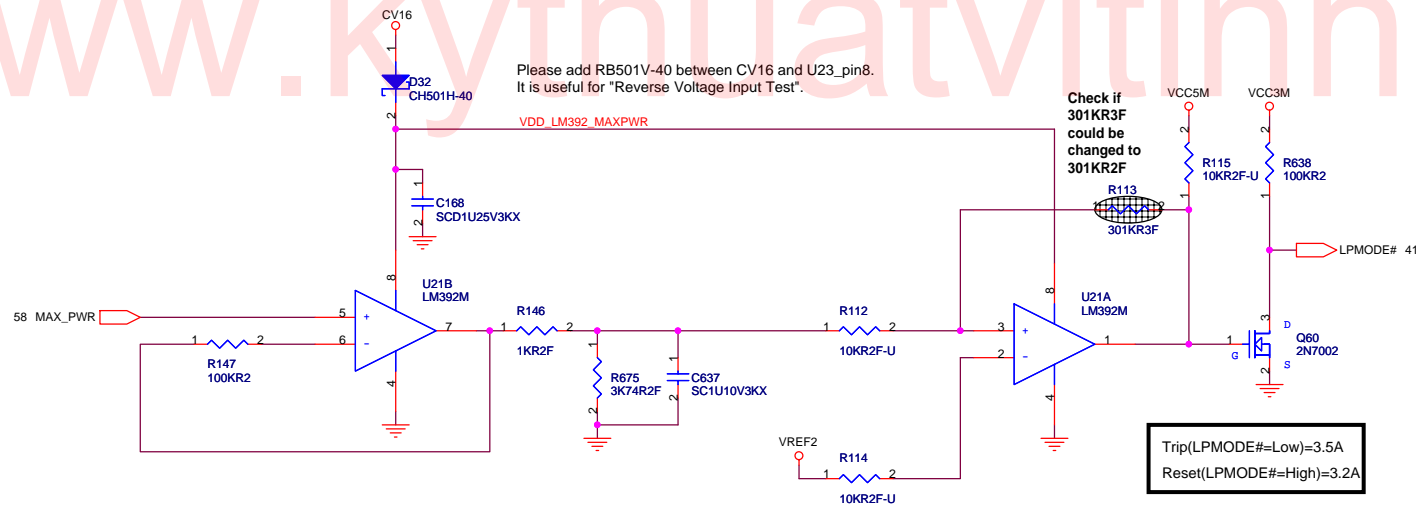 www.kythuatvitinh
CV16
1
D32
CH501H-40
2
Please add RB501V-40 between CV16 and U23_pin8.
It is useful for "Reverse Voltage Input Test".
VDD_LM392_MAXPWR
Check if
301KR3F
could be
changed to
301KR2F
VCC5M
VCC3M
2
R115
10KR2F-U
1
2
R638
100KR2
1
R113
1
2
301KR3F
1
C168
SCD1U25V3KX
2
LPMODE# 41
8
U21B
LM392M
58 MAX_PWR
5
+
6
-
7
4
1
R147
2
100KR2
R146
1
2
1KR2F
R675
3K74R2F
2
1
C637
SC1U10V3KX
2
R112
1
2
10KR2F-U
8
U21A
LM392M
3
+
2
-
1
4
3
D
1
G
Q60
2N7002
2
S
VREF2
R114
1
2
10KR2F-U
Trip(LPMODE#=Low)=3.5A
Reset(LPMODE#=High)=3.2A